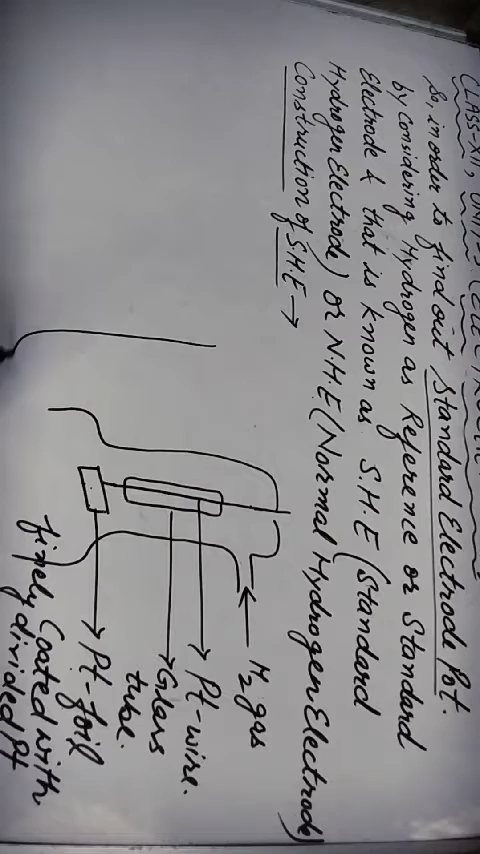 CLASS-XII, UNIT-3
So, in order to find out Standard Electrode Pot.
by considering Hydrogen as Reference or Standard
Electrode & that is known as S.H.E (Standard
Hydrogen Electrode) or N.H.E (Normal Hydrogen Electrode)
Construction of S.H.E →
H2 gas
Pt-wire.
Glass
tube.
Pt-foil
finely Coated with
divided Pt